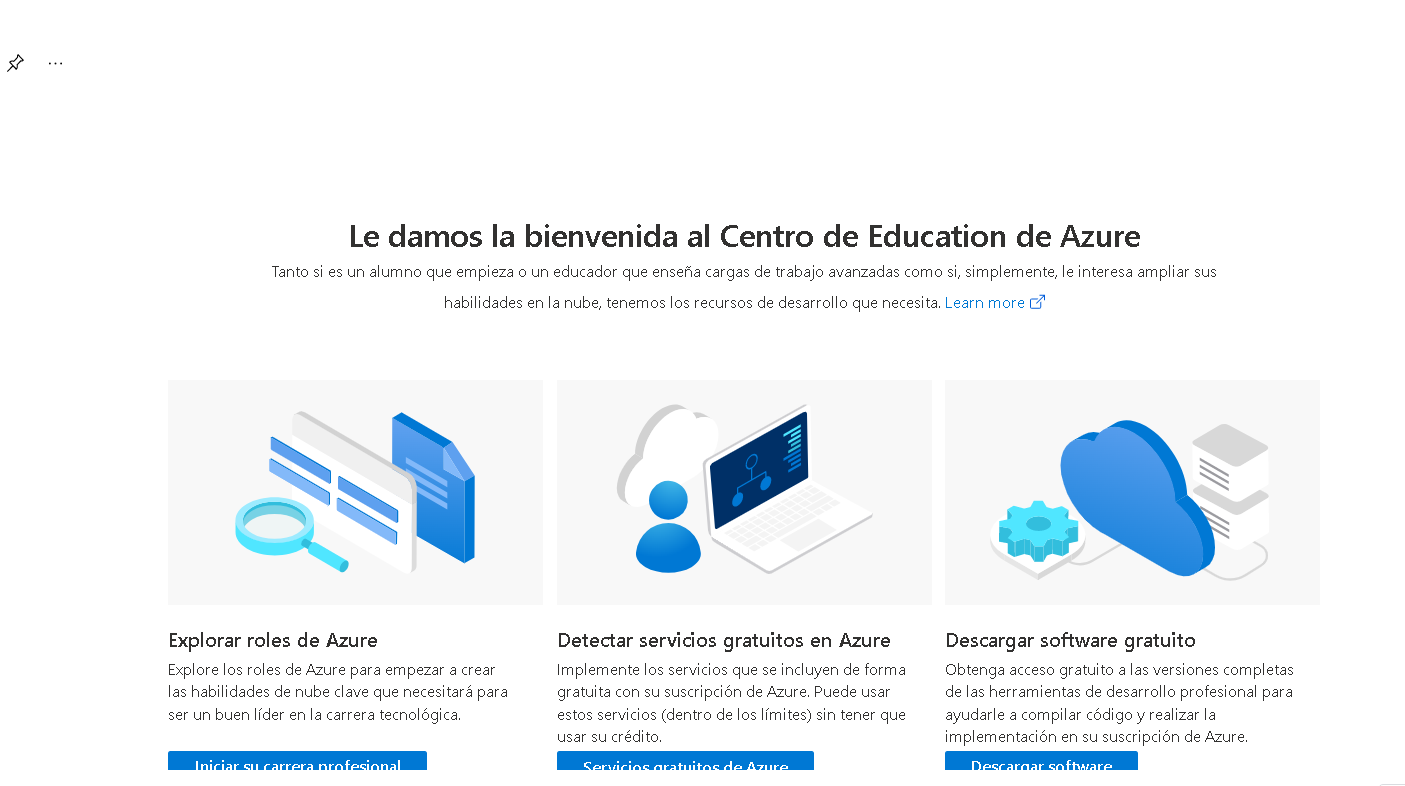 Le damos la bienvenida al Centro de Education de Azure
Tanto si es un alumno que empieza o un educador que enseña cargas de trabajo avanzadas como si, simplemente, le interesa ampliar sus
habilidades en la nube, tenemos los recursos de desarrollo que necesita. Learn more
Explorar roles de Azure
Explore los roles de Azure para empezar a crear
las habilidades de nube clave que necesitará para
ser un buen líder en la carrera tecnológica.
Iniciar su carrera profesional
Detectar servicios gratuitos en Azure
Implemente los servicios que se incluyen de forma
gratuita con su suscripción de Azure. Puede usar
estos servicios (dentro de los límites) sin tener que
usar su crédito.
Servicios gratuitos de Azure
Descargar software gratuito
Obtenga acceso gratuito a las versiones completas
de las herramientas de desarrollo profesional para
ayudarle a compilar código y realizar la
implementación en su suscripción de Azure.
Descargar software